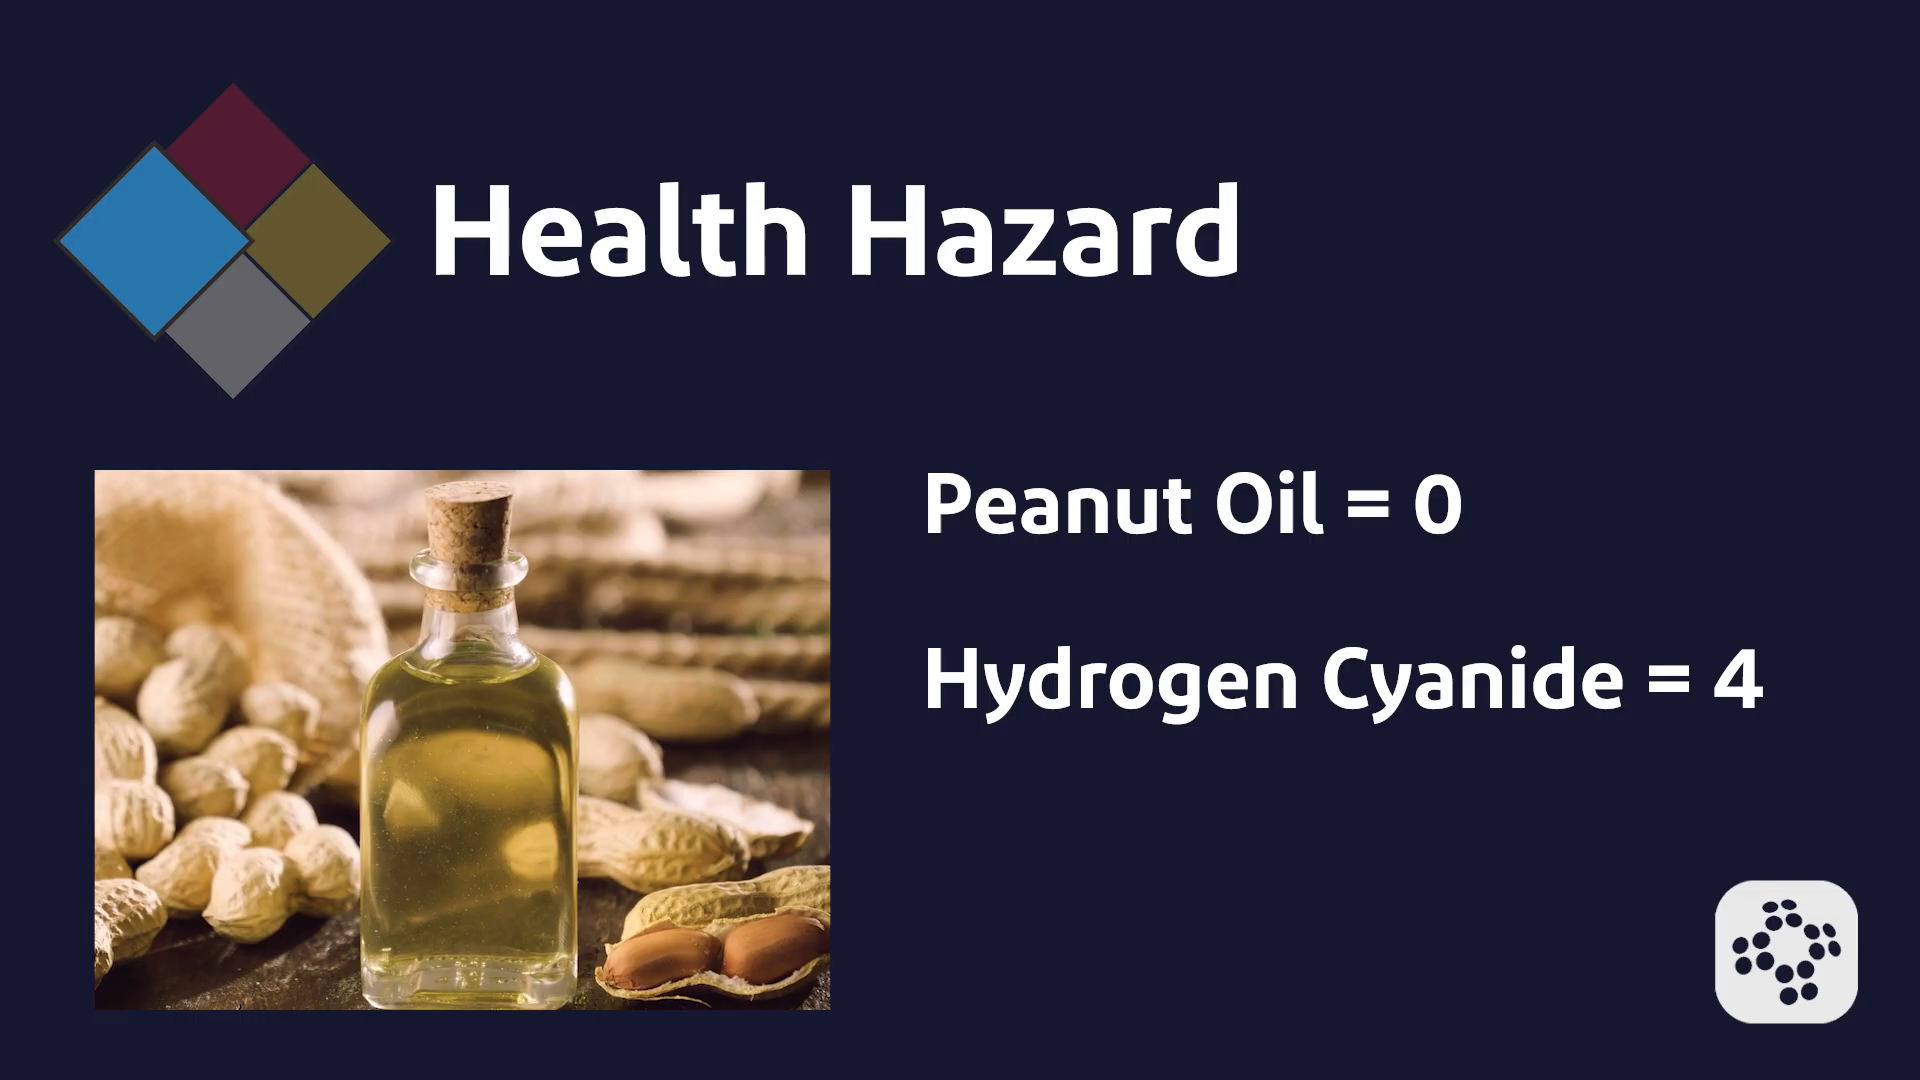 Health Hazard
Peanut Oil = 0
Hydrogen Cyanide = 4